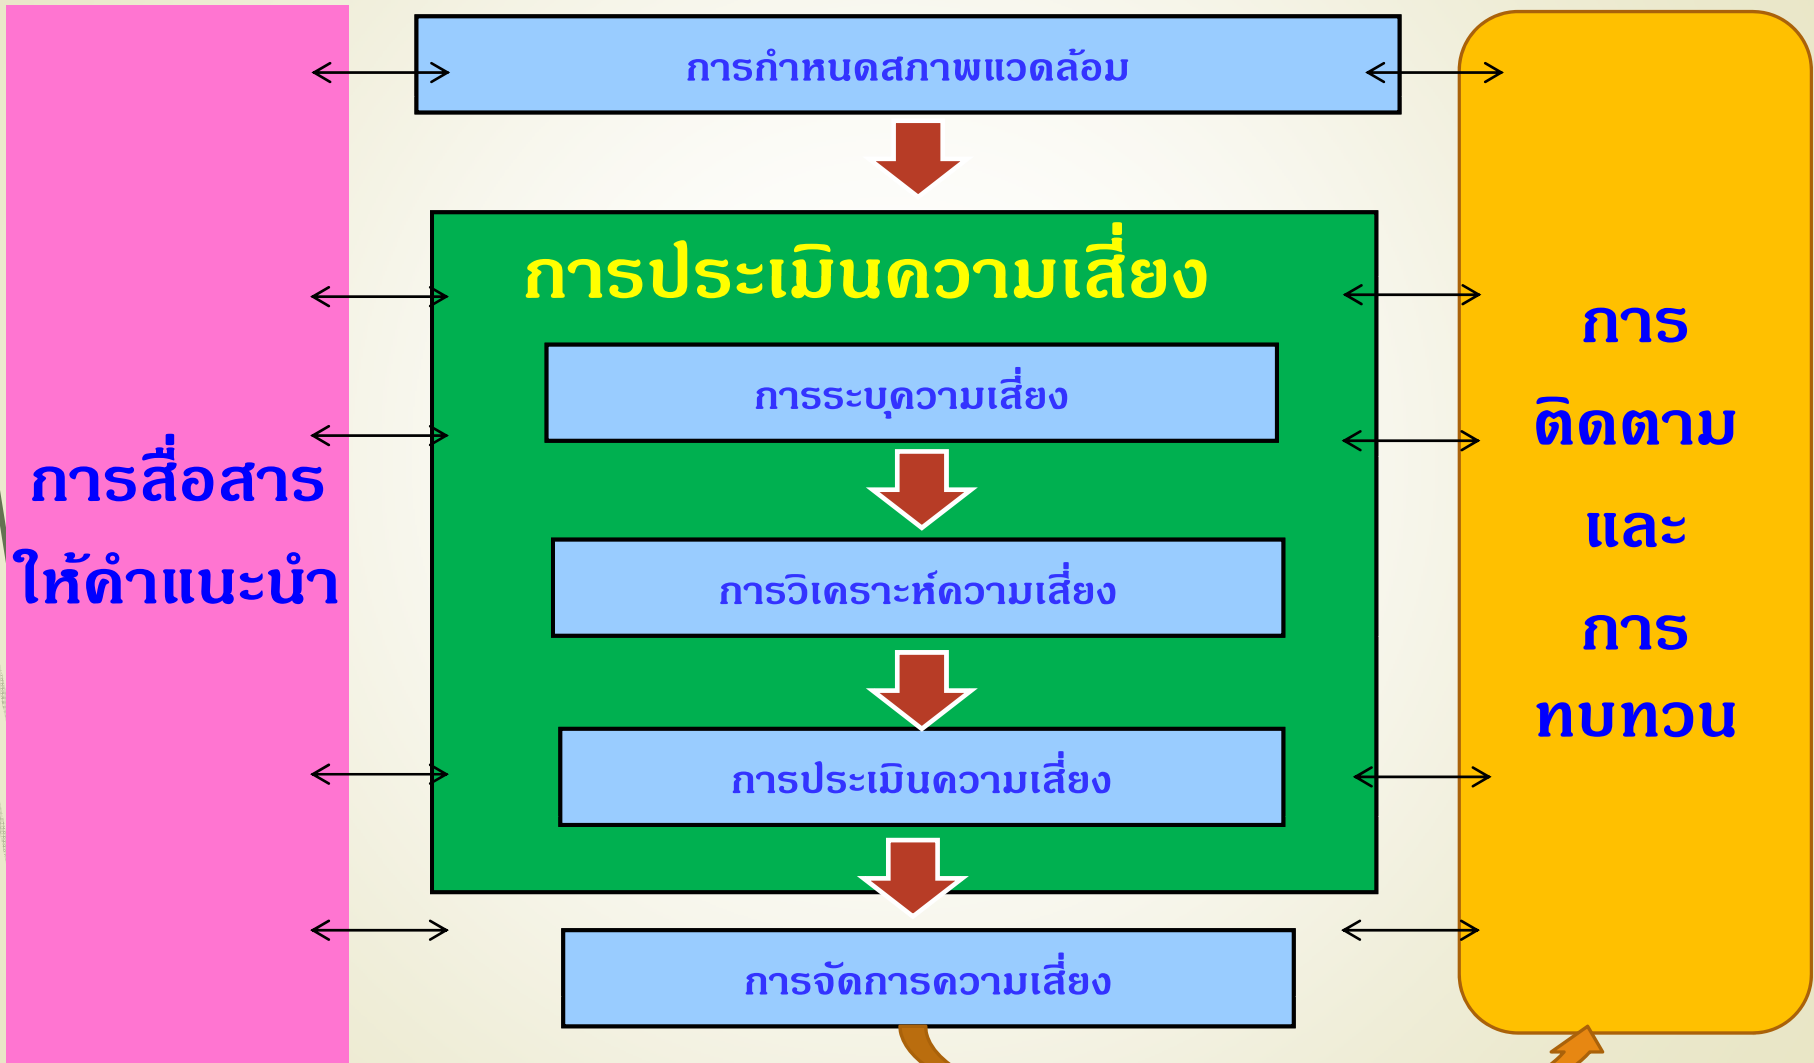 การสื่อสาร
ให้คำแนะนำ
การกำหนดสภาพแวดล้อม
การประเมินความเสี่ยง
การระบุความเสี่ยง
การวิเคราะห์ความเสี่ยง
การประเมินความเสี่ยง
การจัดการความเสี่ยง
การ
ติดตาม
และ
การ
ทบทวน